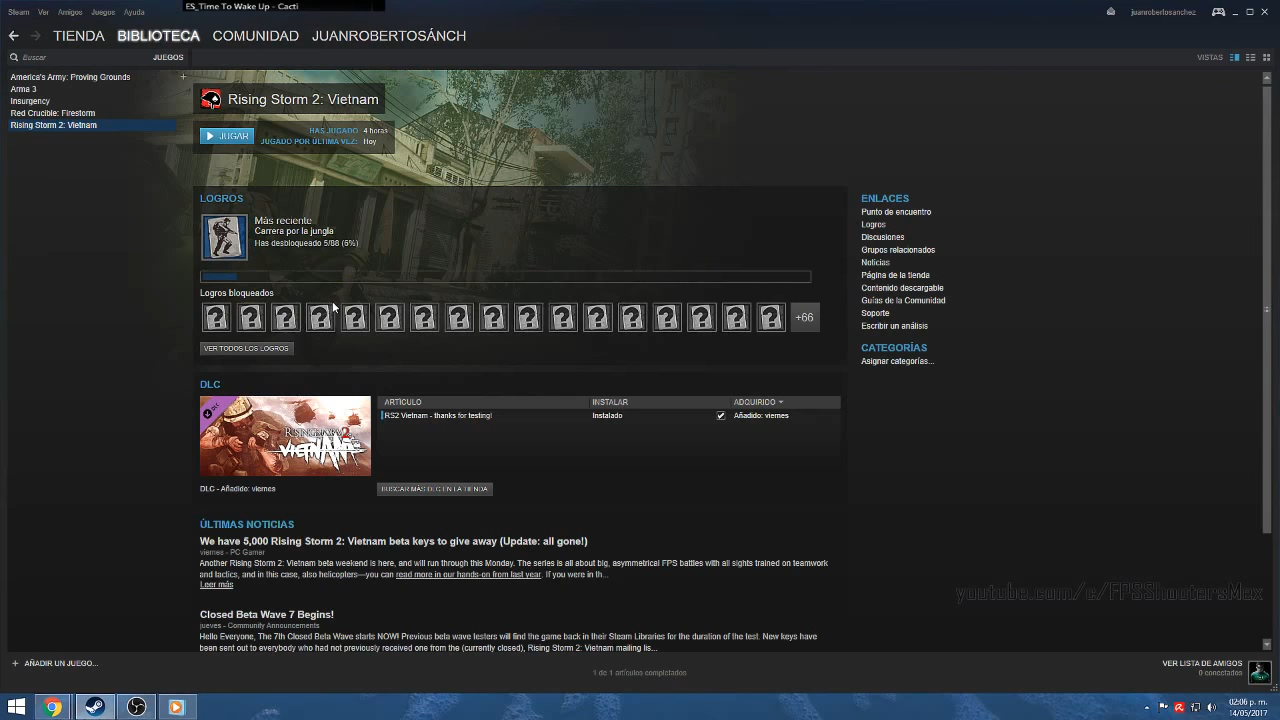 ES_Time To Wake Up - Cacti
Steam Ver Amigos Juegos Ayuda
juanrobertosanchez
TIENDA BIBLIOTECA COMUNIDAD JUANROBERTOSÁNCH
Buscar JUEGOS
VISTAS
America's Army: Proving Grounds
Arma 3
Insurgency
Red Crucible: Firestorm
Rising Storm 2: Vietnam
Rising Storm 2: Vietnam
JUGAR
HAS JUGADO 4 horas
JUGADO POR ÚLTIMA VEZ: Hoy
LOGROS
Más reciente
Carrera por la jungla
Has desbloqueado 5/88 (6%)
Logros bloqueados
+66
VER TODOS LOS LOGROS
DLC
ARTÍCULO INSTALAR ADQUIRIDO
RS2 Vietnam - thanks for testing! Instalado Añadido: viernes
DLC
RISING STORM 2
VIETNAM
DLC - Añadido: viernes
BUSCAR MÁS DLC EN LA TIENDA
ÚLTIMAS NOTICIAS
We have 5,000 Rising Storm 2: Vietnam beta keys to give away (Update: all gone!)
viernes - PC Gamer
Another Rising Storm 2: Vietnam beta weekend is here, and will run through this Monday. The series is all about big, asymmetrical FPS battles with all sights trained on teamwork
and tactics, and in this case, also helicopters—you can read more in our hands-on from last year. If you were in th...
Leer más
Closed Beta Wave 7 Begins!
jueves - Community Announcements
Hello Everyone, The 7th Closed Beta Wave starts NOW! Previous beta wave testers will find the game back in their Steam Libraries for the duration of the test. New keys have
been sent out to everybody who had not previously received one from the (currently closed), Rising Storm 2: Vietnam mailing lis...
ENLACES
Punto de encuentro
Logros
Discusiones
Grupos relacionados
Noticias
Página de la tienda
Contenido descargable
Guías de la Comunidad
Soporte
Escribir un análisis
CATEGORÍAS
Asignar categorías...
youtube.com/c/FPSShootersMex
+ AÑADIR UN JUEGO...
1 de 1 artículos completados
VER LISTA DE AMIGOS
0 conectados
02:06 p. m.
14/05/2017